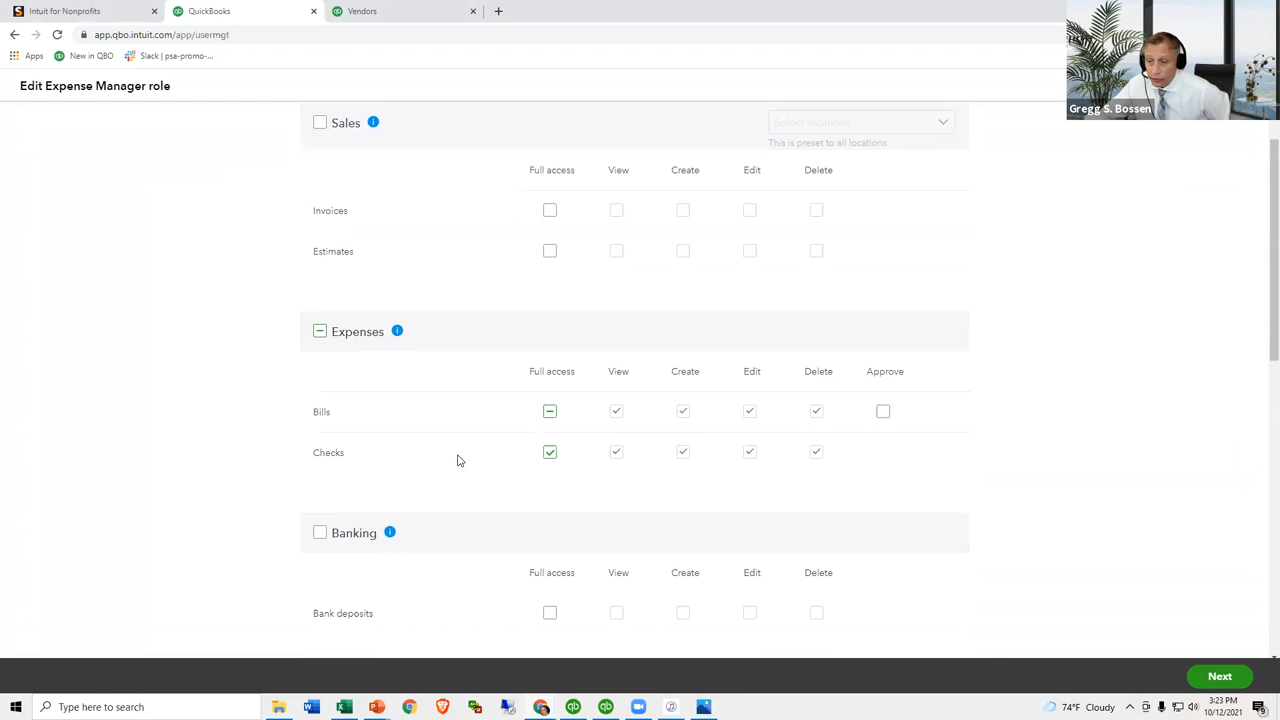 Intuit for Nonprofits
QuickBooks
Vendors
app.qbo.intuit.com/app/usermgt
Apps
New in QBO
Slack | psa-promo-...
Gregg S. Bossen
Edit Expense Manager role
Sales
Select locations
This is preset to all locations
Full access View Create Edit Delete
Invoices
Estimates
Expenses
Full access View Create Edit Delete Approve
Bills
Checks
Banking
Full access View Create Edit Delete
Bank deposits
Next
Type here to search
74°F Cloudy
3:23 PM
10/12/2021